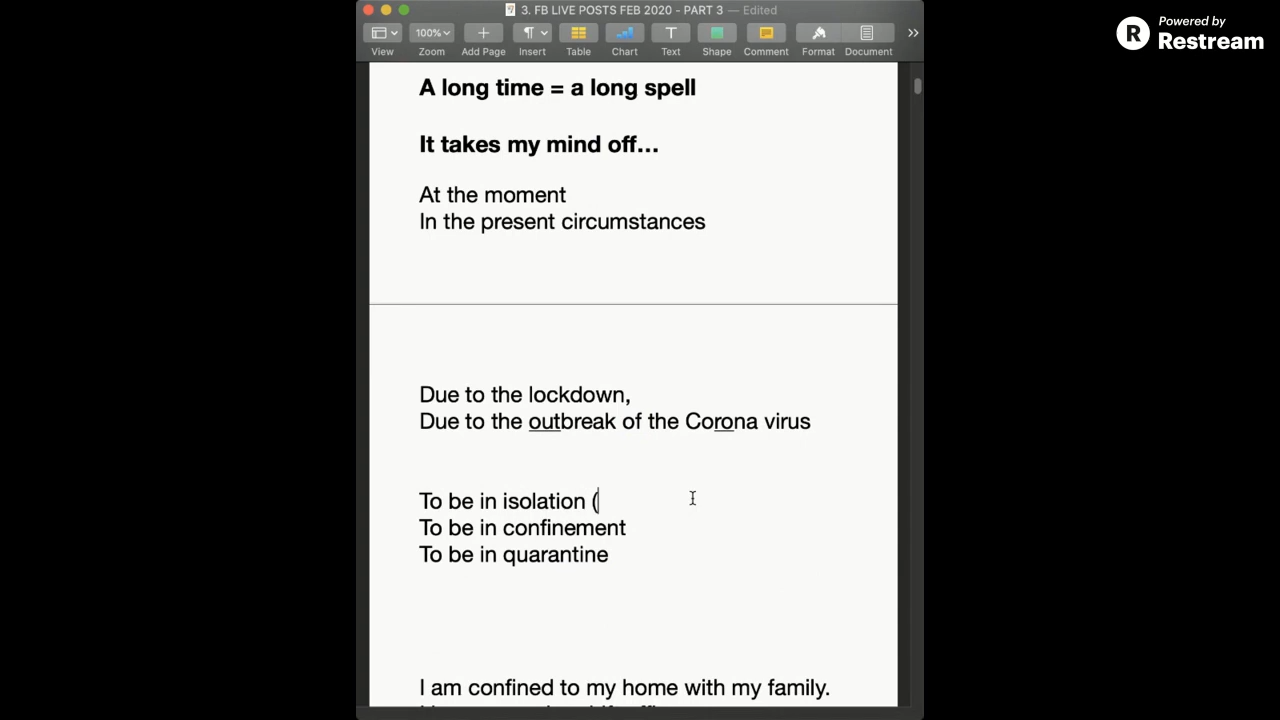 3. FB LIVE POSTS FEB 2020 - PART 3 — Edited
View
100%
Zoom
Add Page
Insert
Table
Chart
Text
Shape
Comment
Format
Document
Powered by
R Restream
A long time = a long spell
It takes my mind off…
At the moment
In the present circumstances
Due to the lockdown,
Due to the outbreak of the Corona virus
To be in isolation (
To be in confinement
To be in quarantine
I am confined to my home with my family.